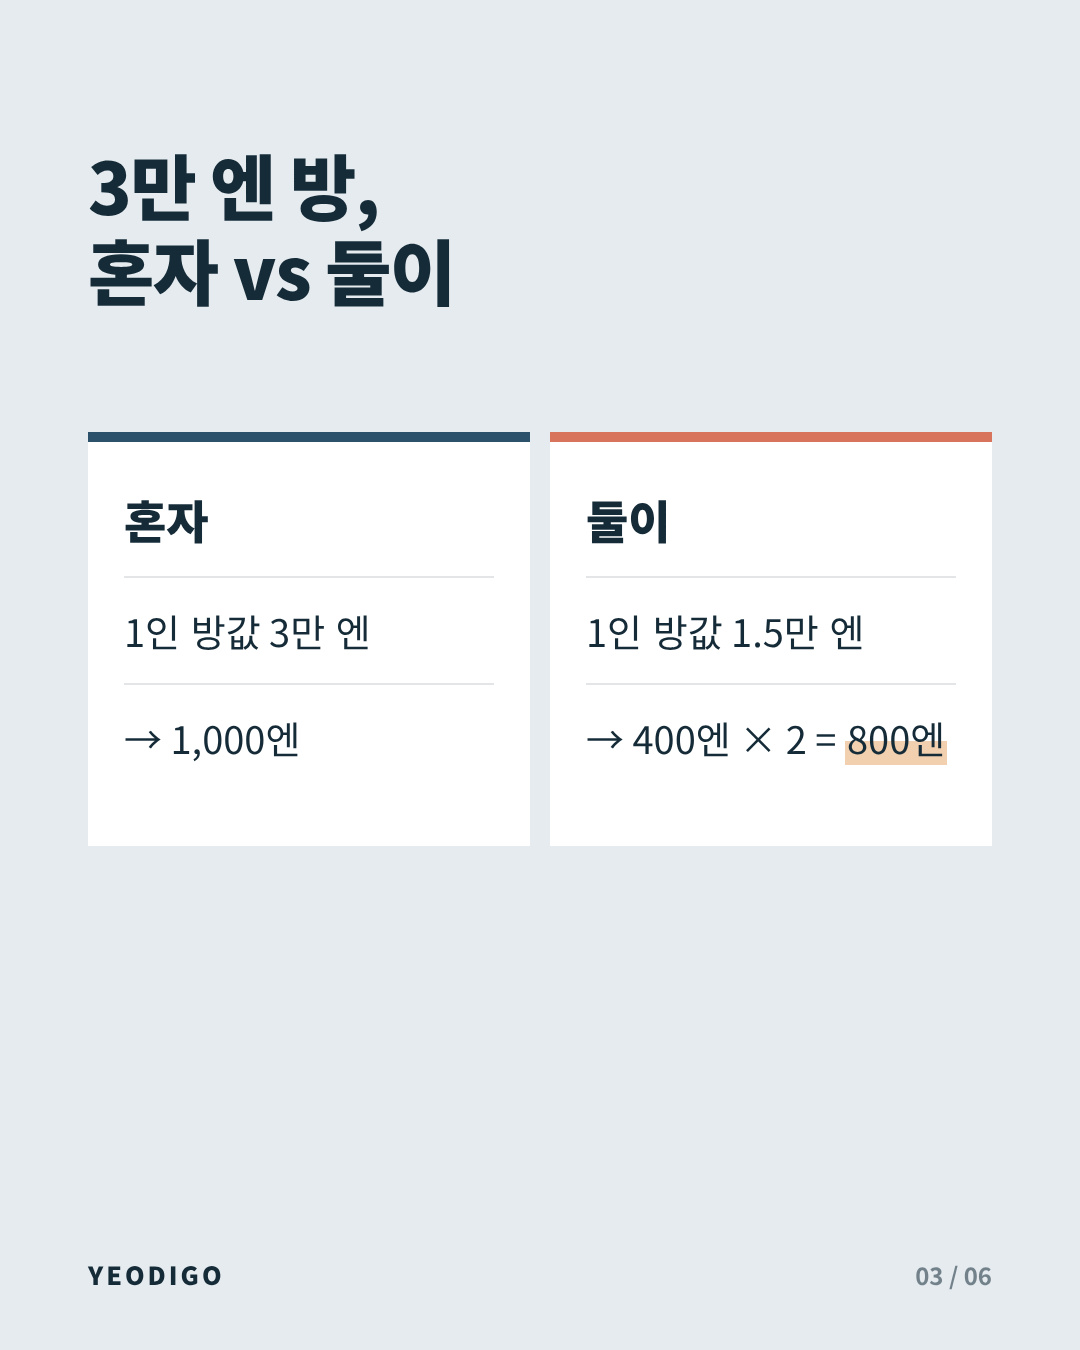 3만 엔 방,
혼자 vs 둘이
혼자
1인 방값 3만 엔
→ 1,000엔
둘이
1인 방값 1.5만 엔
→ 400엔 × 2 = 800엔
YEODIGO
03 / 06